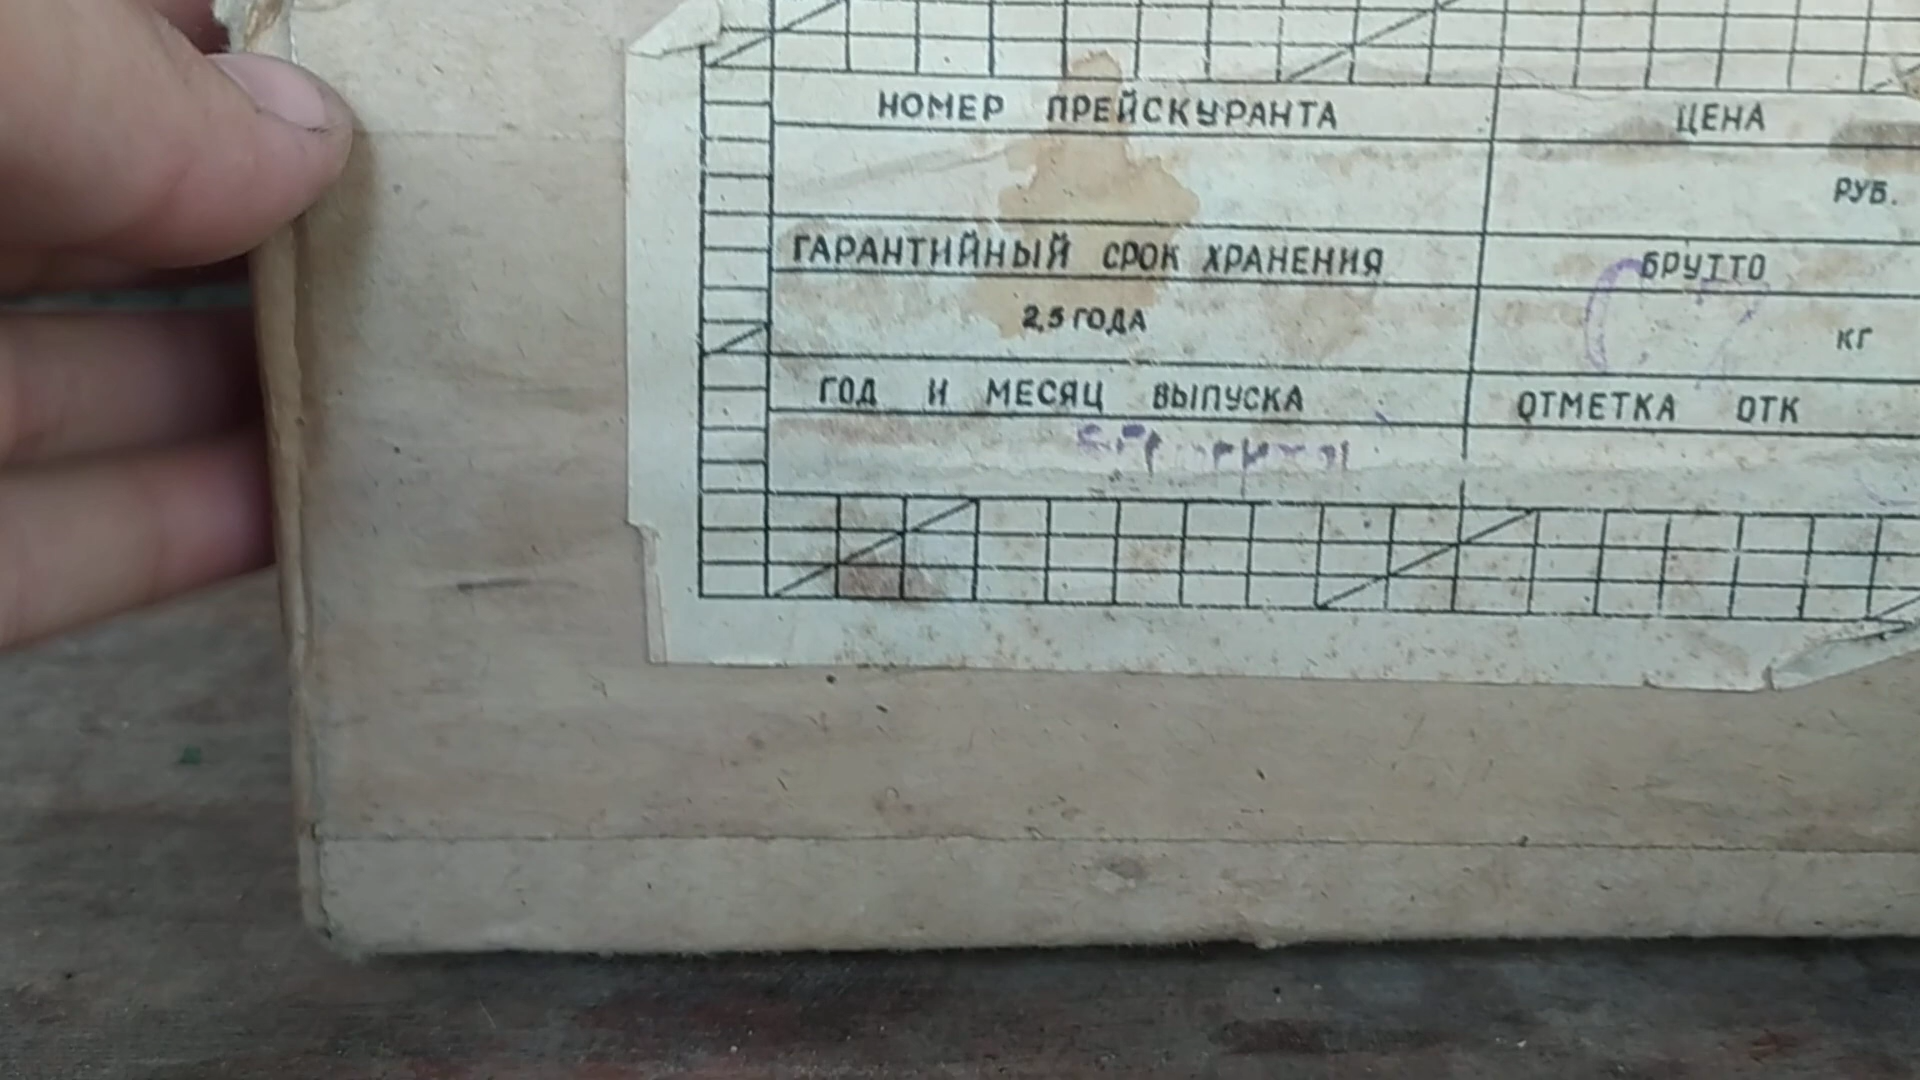 НОМЕР ПРЕЙСКУРАНТА ЦЕНА
РУБ.
ГАРАНТИЙНЫЙ СРОК ХРАНЕНИЯ БРУТТО
2,5 ГОДА КГ
ГОД И МЕСЯЦ ВЫПУСКА ОТМЕТКА ОТК